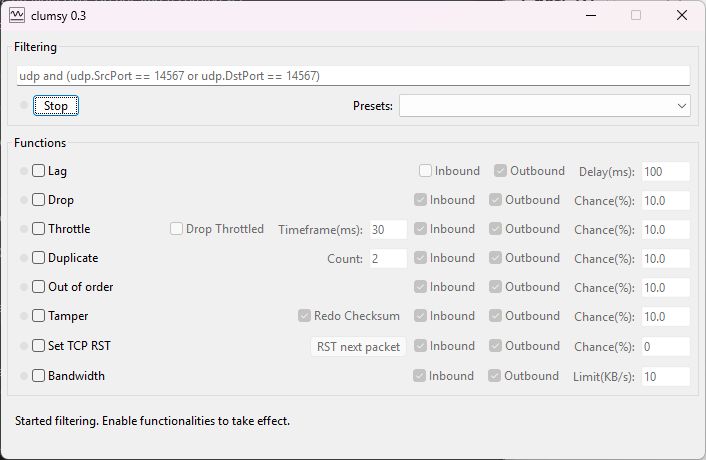 clumsy 0.3
Filtering
udp and (udp.SrcPort == 14567 or udp.DstPort == 14567)
Stop Presets:
Functions
Lag Inbound Outbound Delay(ms): 100
Drop Inbound Outbound Chance(%): 10.0
Throttle Drop Throttled Timeframe(ms): 30 Inbound Outbound Chance(%): 10.0
Duplicate Count: 2 Inbound Outbound Chance(%): 10.0
Out of order Inbound Outbound Chance(%): 10.0
Tamper Redo Checksum Inbound Outbound Chance(%): 10.0
Set TCP RST RST next packet Inbound Outbound Chance(%): 0
Bandwidth Inbound Outbound Limit(KB/s): 10
Started filtering. Enable functionalities to take effect.